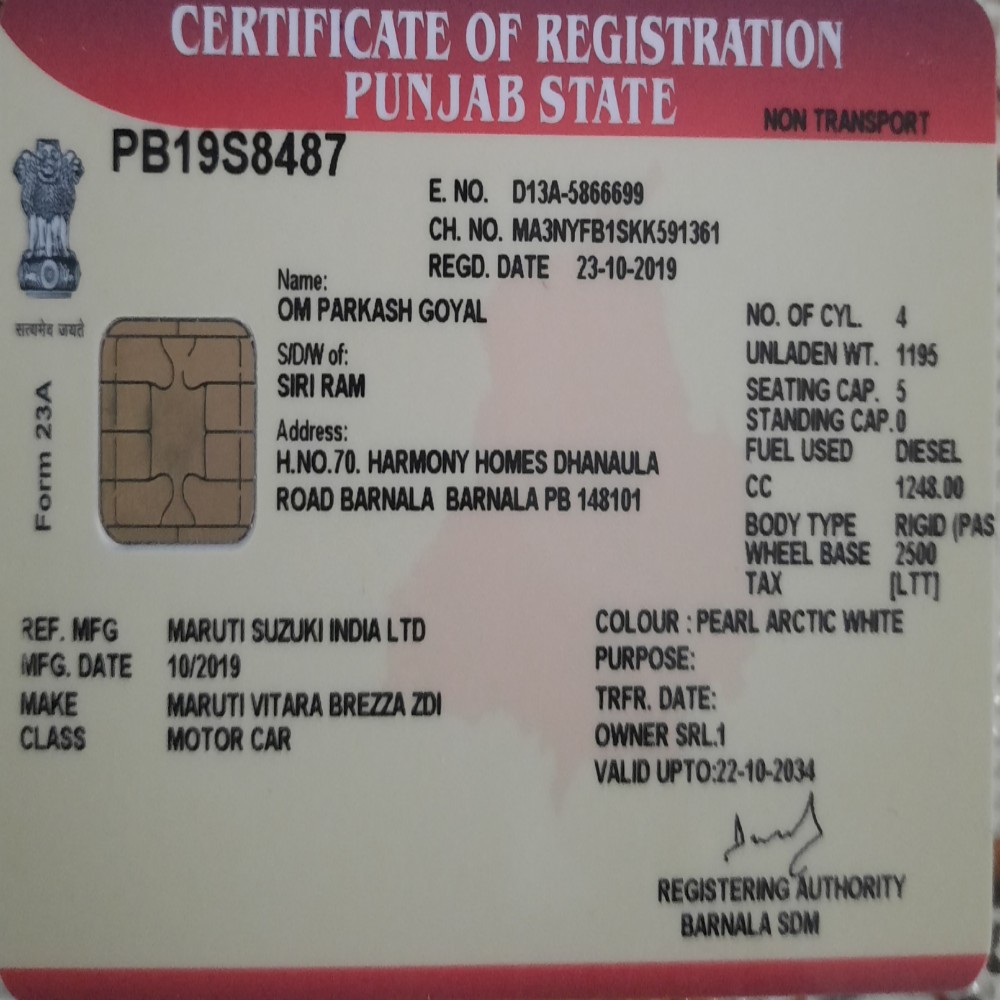 CERTIFICATE OF REGISTRATION
PUNJAB STATE
NON TRANSPORT
PB19S8487
E. NO. D13A-5866699
CH. NO. MA3NYFB1SKK591361
REGD. DATE 23-10-2019
सत्यमेव जयते
Form 23A
Name:
OM PARKASH GOYAL
S/D/W of:
SIRI RAM
Address:
H.NO.70. HARMONY HOMES DHANAULA
ROAD BARNALA BARNALA PB 148101
NO. OF CYL. 4
UNLADEN WT. 1195
SEATING CAP. 5
STANDING CAP.0
FUEL USED DIESEL
CC 1248.00
BODY TYPE RIGID (PAS
WHEEL BASE 2500
TAX [LTT]
REF. MFG MARUTI SUZUKI INDIA LTD
MFG. DATE 10/2019
MAKE MARUTI VITARA BREZZA ZDI
CLASS MOTOR CAR
COLOUR : PEARL ARCTIC WHITE
PURPOSE:
TRFR. DATE:
OWNER SRL.1
VALID UPTO:22-10-2034
REGISTERING AUTHORITY
BARNALA SDM